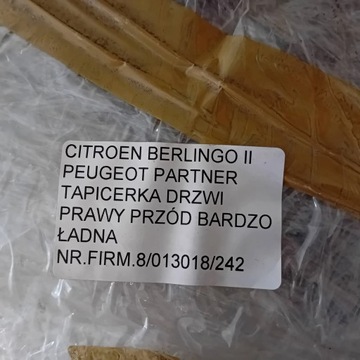 CITROEN BERLINGO II
PEUGEOT PARTNER
TAPICERKA DRZWI
PRAWY PRZÓD BARDZO
ŁADNA
NR.FIRM.8/013018/242